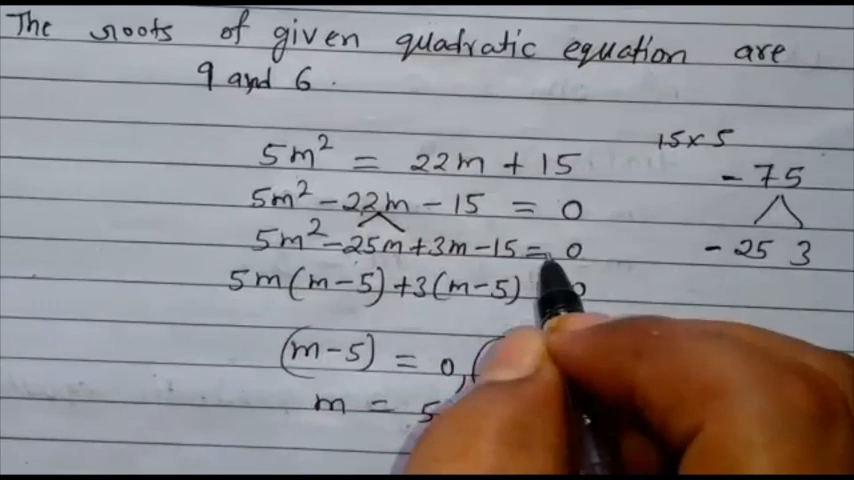 The roots of given quadratic equation are
9 and 6.
15 x 5
5m² = 22m + 15
- 75
5m² - 22m - 15 = 0
5m² - 25m + 3m - 15 = 0
- 25 3
5m(m - 5) + 3(m - 5) 0
(m - 5) = 0, (
m = 5